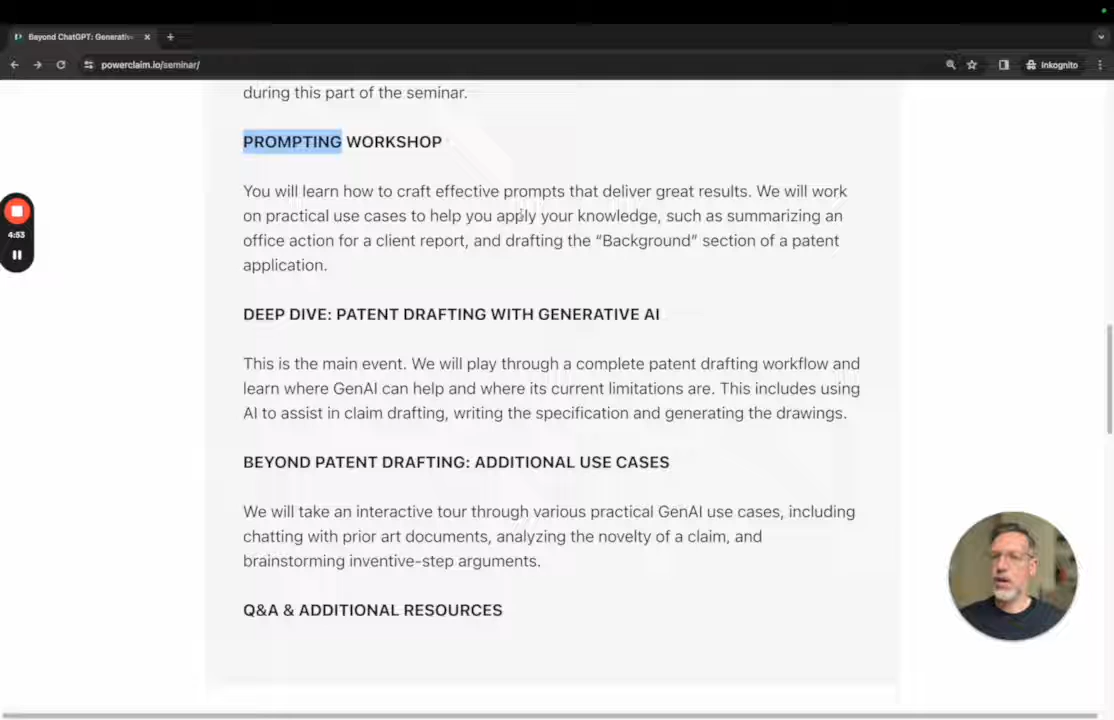 Beyond ChatGPT: Generativ
powerclaim.io/seminar/
Inkognito
during this part of the seminar.
PROMPTING WORKSHOP
You will learn how to craft effective prompts that deliver great results. We will work
on practical use cases to help you apply your knowledge, such as summarizing an
4:53
office action for a client report, and drafting the “Background” section of a patent
application.
DEEP DIVE: PATENT DRAFTING WITH GENERATIVE AI
This is the main event. We will play through a complete patent drafting workflow and
learn where GenAI can help and where its current limitations are. This includes using
AI to assist in claim drafting, writing the specification and generating the drawings.
BEYOND PATENT DRAFTING: ADDITIONAL USE CASES
We will take an interactive tour through various practical GenAI use cases, including
chatting with prior art documents, analyzing the novelty of a claim, and
brainstorming inventive-step arguments.
Q&A & ADDITIONAL RESOURCES